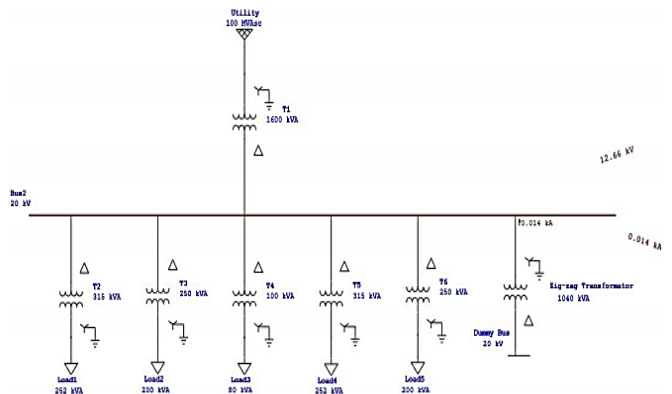 Utility
100 MVAsc
T1
1600 kVA
12.66 kV
Bus2
20 kV
0.014 kA
0.014 kA
T2
315 kVA
T3
250 kVA
T4
100 kVA
T5
315 kVA
T6
250 kVA
Zig-zag Transformator
1040 kVA
Dummy Bus
20 kV
Load1
252 kVA
Load2
200 kVA
Load3
80 kVA
Load4
252 kVA
Load5
200 kVA